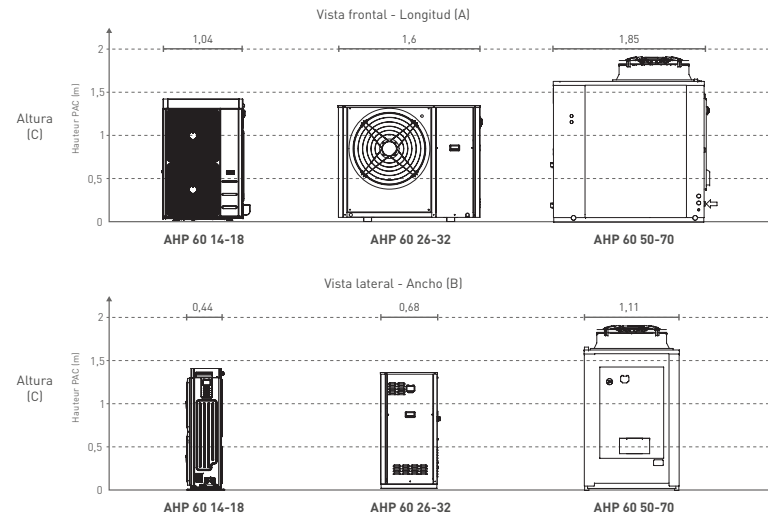 Vista frontal - Longitud (A)
1,04
1,6
1,85
2
1,5
1
0,5
0
Altura
(C)
Hauteur PAC (m)
AHP 60 14-18
AHP 60 26-32
AHP 60 50-70
Vista lateral - Ancho (B)
0,44
0,68
1,11
2
1,5
1
0,5
0
Altura
(C)
Hauteur PAC (m)
AHP 60 14-18
AHP 60 26-32
AHP 60 50-70